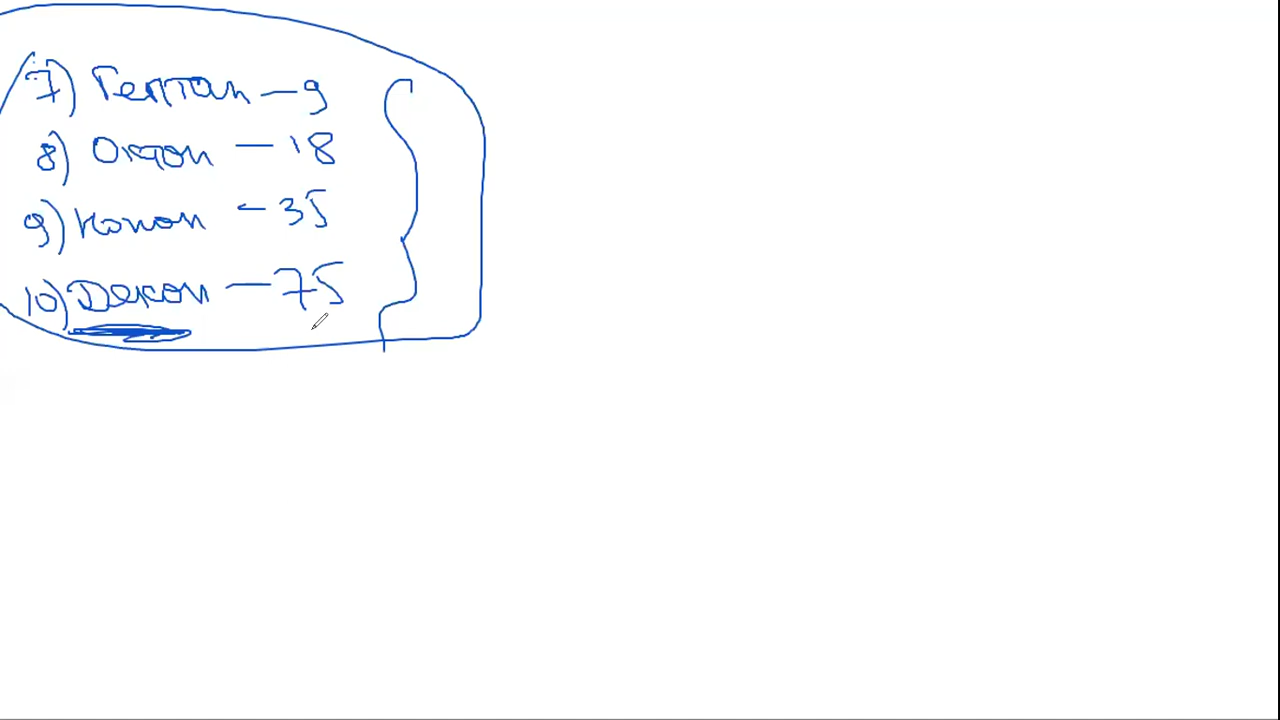 7) Гептан – 9
8) Октан – 18
9) Нонан – 35
10) Декан – 75